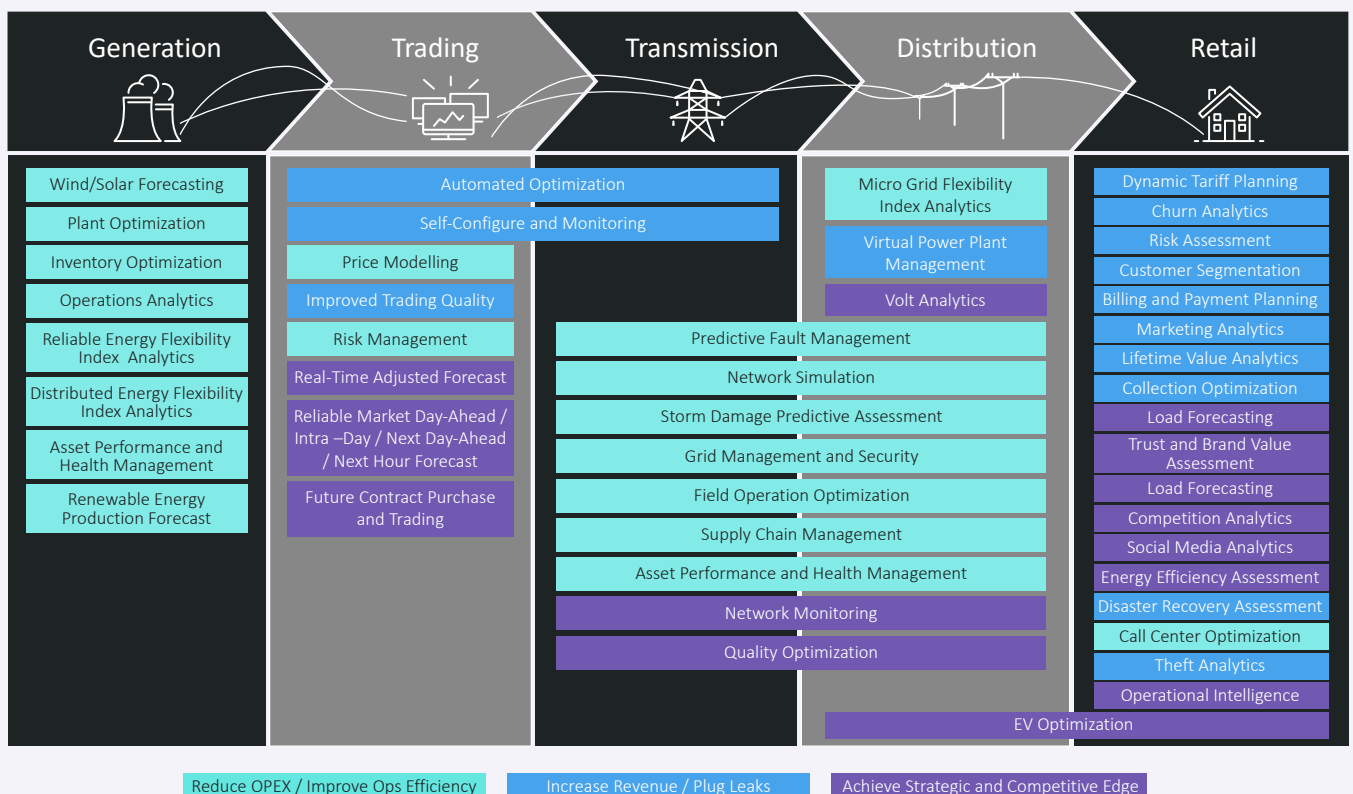 Generation
Trading
Transmission
Distribution
Retail
Wind/Solar Forecasting
Plant Optimization
Inventory Optimization
Operations Analytics
Reliable Energy Flexibility
Index Analytics
Distributed Energy Flexibility
Index Analytics
Asset Performance and
Health Management
Renewable Energy
Production Forecast
Automated Optimization
Self-Configure and Monitoring
Price Modelling
Improved Trading Quality
Risk Management
Real-Time Adjusted Forecast
Reliable Market Day-Ahead /
Intra –Day / Next Day-Ahead
/ Next Hour Forecast
Future Contract Purchase
and Trading
Micro Grid Flexibility
Index Analytics
Virtual Power Plant
Management
Volt Analytics
Predictive Fault Management
Network Simulation
Storm Damage Predictive Assessment
Grid Management and Security
Field Operation Optimization
Supply Chain Management
Asset Performance and Health Management
Network Monitoring
Quality Optimization
Dynamic Tariff Planning
Churn Analytics
Risk Assessment
Customer Segmentation
Billing and Payment Planning
Marketing Analytics
Lifetime Value Analytics
Collection Optimization
Load Forecasting
Trust and Brand Value
Assessment
Load Forecasting
Competition Analytics
Social Media Analytics
Energy Efficiency Assessment
Disaster Recovery Assessment
Call Center Optimization
Theft Analytics
Operational Intelligence
EV Optimization
Reduce OPEX / Improve Ops Efficiency
Increase Revenue / Plug Leaks
Achieve Strategic and Competitive Edge